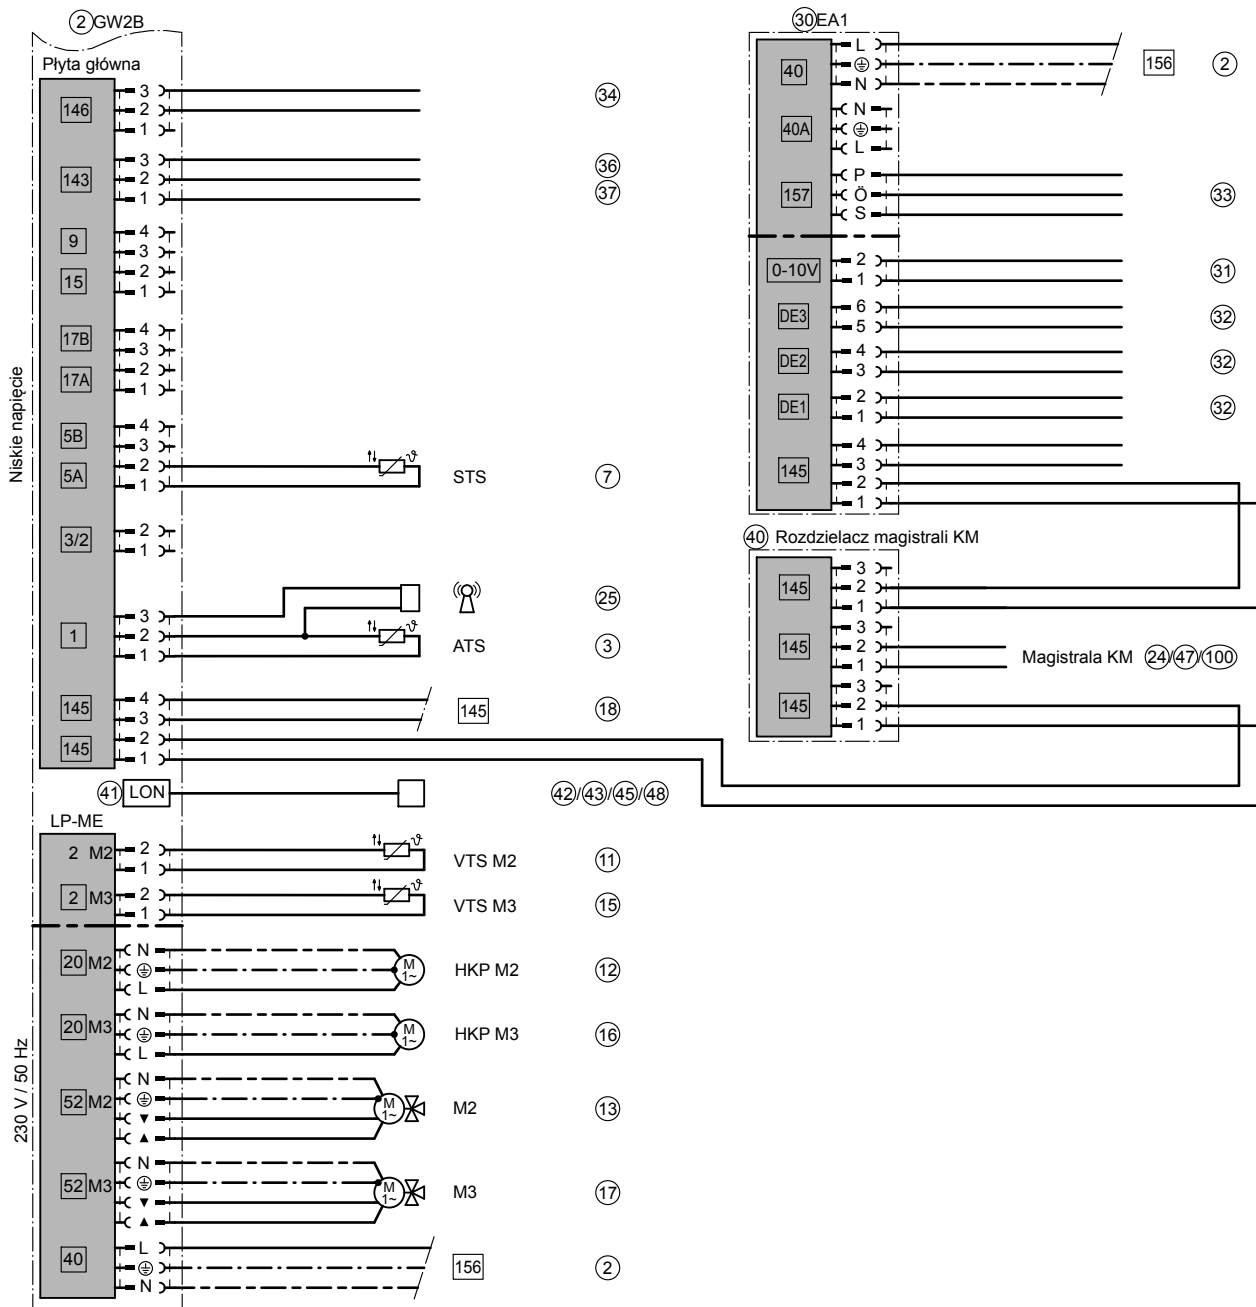 2 GW2B
Płyta główna
Niskie napięcie
146
3
2
1
34
143
3
2
1
36
37
9
4
3
15
2
1
17B
4
3
17A
2
1
5B
4
3
5A
2
1
ϑ
STS
7
3/2
2
1
1
3
2
1
25
ϑ
ATS
3
145
4
3
145
18
145
2
1
41 LON
42/43/45/48
LP-ME
2 M2
2
1
ϑ
VTS M2
11
2 M3
2
1
ϑ
VTS M3
15
230 V / 50 Hz
20 M2
N
L
M
1~
HKP M2
12
20 M3
N
L
M
1~
HKP M3
16
52 M2
N
M
1~
M2
13
52 M3
N
M
1~
M3
17
40
L
N
156
2
30 EA1
40
L
N
156
2
40A
N
L
157
P
Ö
S
33
0-10V
2
1
31
DE3
6
5
32
DE2
4
3
32
DE1
2
1
32
145
4
3
2
1
40 Rozdzielacz magistrali KM
145
3
2
1
145
3
2
1
Magistrala KM 24/47/100
145
3
2
1